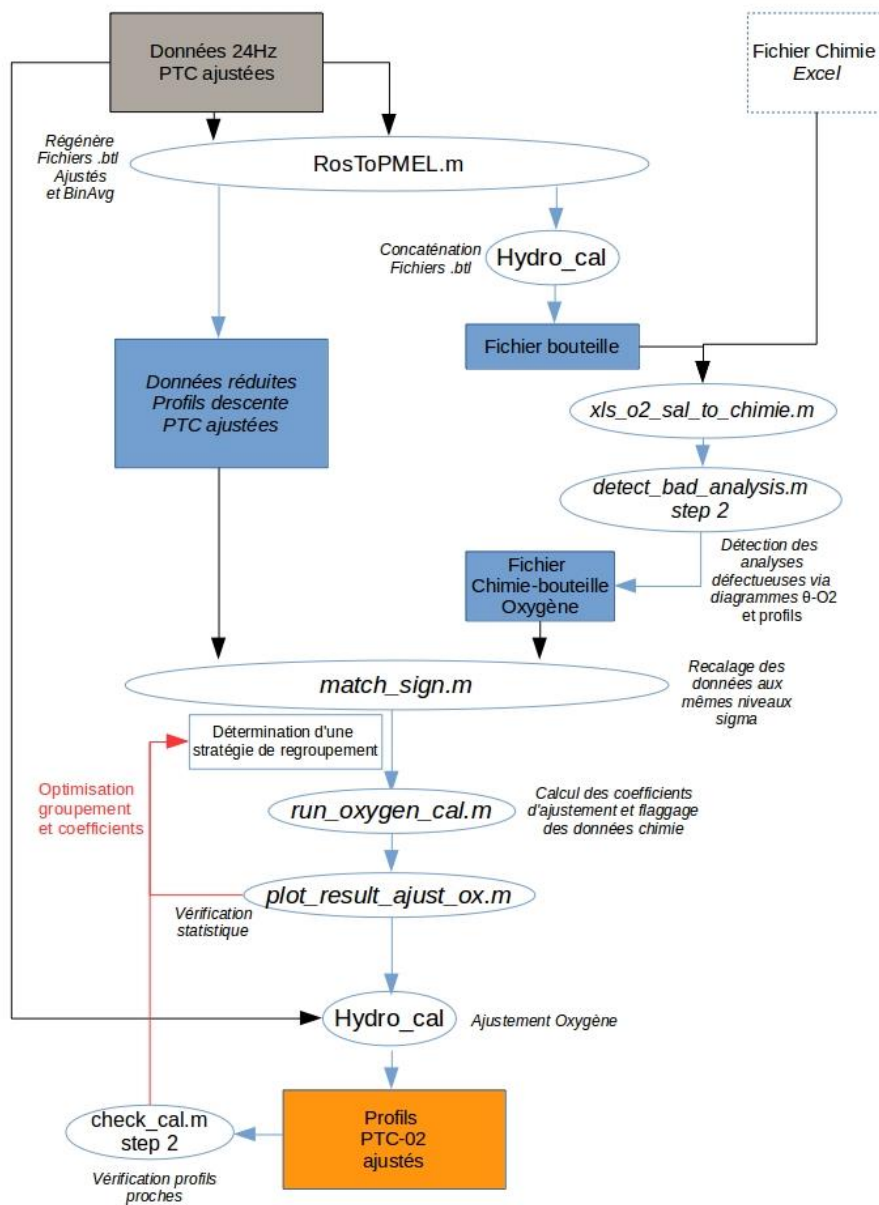 Données 24Hz
PTC ajustées
Fichier Chimie
Excel
Régénère
Fichiers .btl
Ajustés
et BinAvg
RosToPMEL.m
Concaténation
Fichiers .btl
Hydro_cal
Fichier bouteille
Données réduites
Profils descente
PTC ajustées
xls_o2_sal_to_chimie.m
detect_bad_analysis.m
step 2
Détection des
analyses
défectueuses via
diagrammes θ-O2
et profils
Fichier
Chimie-bouteille
Oxygène
match_sign.m
Recalage des
données aux
mêmes niveaux
sigma
Détermination d'une
stratégie de regroupement
Optimisation
groupement
et coefficients
run_oxygen_cal.m
Calcul des coefficients
d'ajustement et flaggage
des données chimie
plot_result_ajust_ox.m
Vérification
statistique
Hydro_cal
Ajustement Oxygène
Profils
PTC-02
ajustés
check_cal.m
step 2
Vérification profils
proches